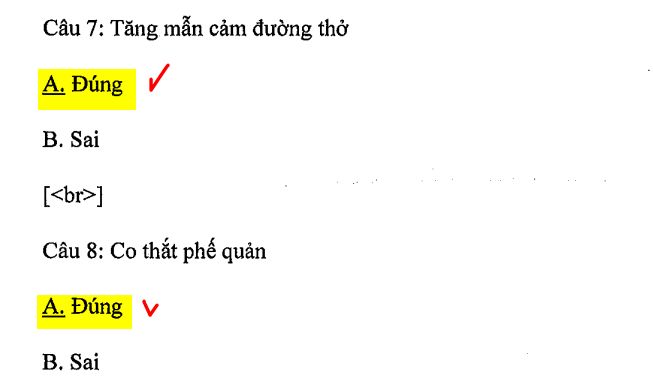 Câu 7: Tăng mẫn cảm đường thở
A. Đúng
B. Sai
[<br>]
Câu 8: Co thắt phế quản
A. Đúng
B. Sai